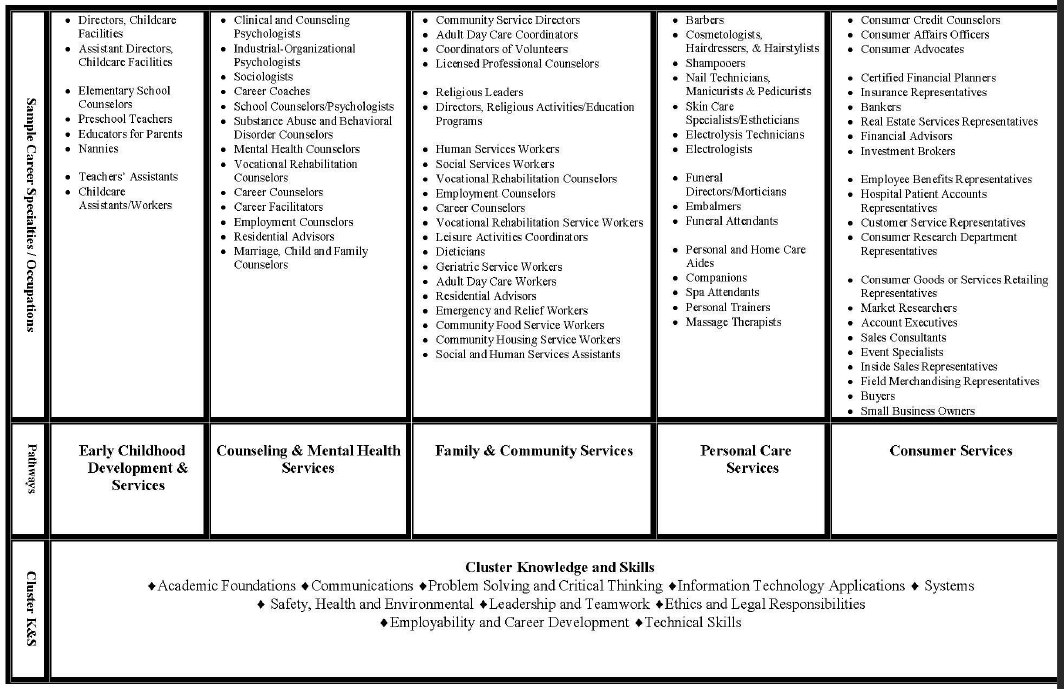 Sample Career Specialties / Occupations
• Directors, Childcare
Facilities
• Assistant Directors,
Childcare Facilities
• Elementary School
Counselors
• Preschool Teachers
• Educators for Parents
• Nannies
• Teachers' Assistants
• Childcare
Assistants/Workers
• Clinical and Counseling
Psychologists
• Industrial-Organizational
Psychologists
• Sociologists
• Career Coaches
• School Counselors/Psychologists
• Substance Abuse and Behavioral
Disorder Counselors
• Mental Health Counselors
• Vocational Rehabilitation
Counselors
• Career Counselors
• Career Facilitators
• Employment Counselors
• Residential Advisors
• Marriage, Child and Family
Counselors
• Community Service Directors
• Adult Day Care Coordinators
• Coordinators of Volunteers
• Licensed Professional Counselors
• Religious Leaders
• Directors, Religious Activities/Education
Programs
• Human Services Workers
• Social Services Workers
• Vocational Rehabilitation Counselors
• Employment Counselors
• Career Counselors
• Vocational Rehabilitation Service Workers
• Leisure Activities Coordinators
• Dieticians
• Geriatric Service Workers
• Adult Day Care Workers
• Residential Advisors
• Emergency and Relief Workers
• Community Food Service Workers
• Community Housing Service Workers
• Social and Human Services Assistants
• Barbers
• Cosmetologists,
Hairdressers, & Hairstylists
• Shampooers
• Nail Technicians,
Manicurists & Pedicurists
• Skin Care
Specialists/Estheticians
• Electrolysis Technicians
• Electrologists
• Funeral
Directors/Morticians
• Embalmers
• Funeral Attendants
• Personal and Home Care
Aides
• Companions
• Spa Attendants
• Personal Trainers
• Massage Therapists
• Consumer Credit Counselors
• Consumer Affairs Officers
• Consumer Advocates
• Certified Financial Planners
• Insurance Representatives
• Bankers
• Real Estate Services Representatives
• Financial Advisors
• Investment Brokers
• Employee Benefits Representatives
• Hospital Patient Accounts
Representatives
• Customer Service Representatives
• Consumer Research Department
Representatives
• Consumer Goods or Services Retailing
Representatives
• Market Researchers
• Account Executives
• Sales Consultants
• Event Specialists
• Inside Sales Representatives
• Field Merchandising Representatives
• Buyers
• Small Business Owners
Pathways
Early Childhood
Development &
Services
Counseling & Mental Health
Services
Family & Community Services
Personal Care
Services
Consumer Services
Cluster K&S
Cluster Knowledge and Skills
♦Academic Foundations ♦Communications ♦Problem Solving and Critical Thinking ♦Information Technology Applications ♦ Systems
♦ Safety, Health and Environmental ♦Leadership and Teamwork ♦Ethics and Legal Responsibilities
♦Employability and Career Development ♦Technical Skills